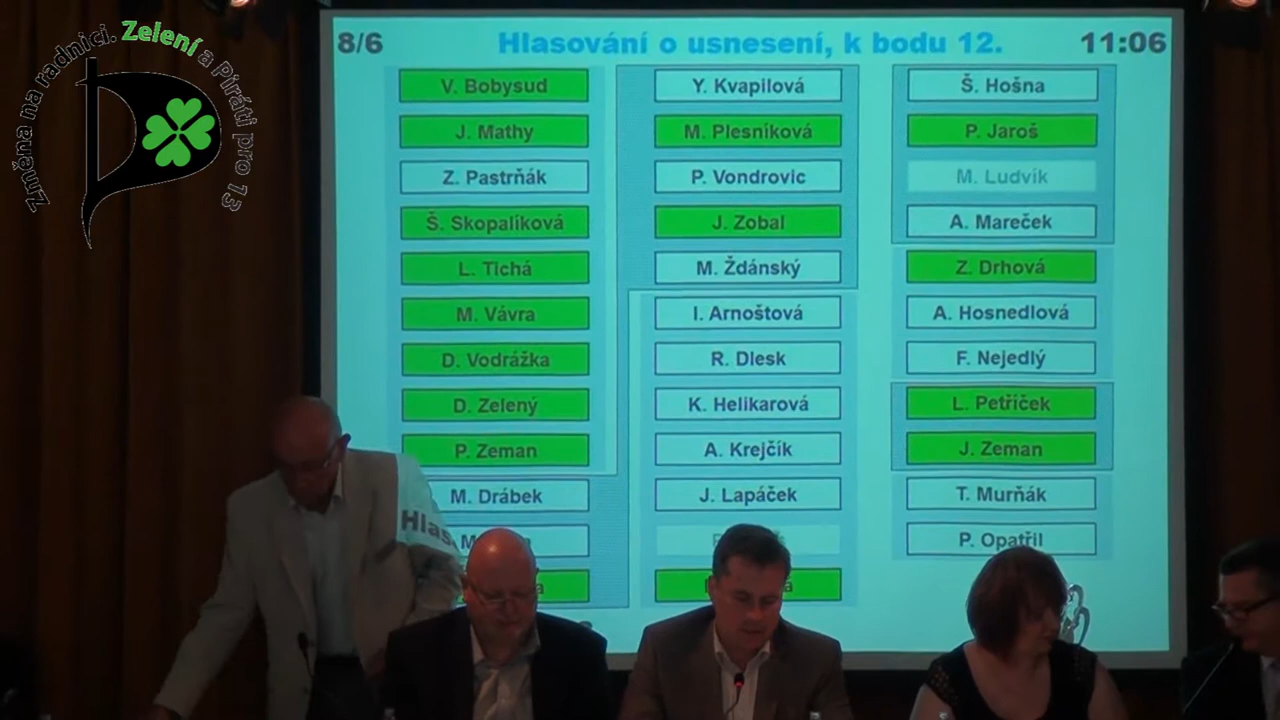 Změna na radnici. Zelení a Piráti pro 13
8/6 Hlasování o usnesení, k bodu 12. 11:06
V. Bobysud Y. Kvapilová Š. Hošna
J. Mathy M. Plesníková P. Jaroš
Z. Pastrňák P. Vondrovic M. Ludvík
Š. Skopalíková J. Zobal A. Mareček
L. Tichá M. Ždánský Z. Drhová
M. Vávra I. Arnoštová A. Hosnedlová
D. Vodrážka R. Dlesk F. Nejedlý
D. Zelený K. Helikarová L. Petříček
P. Zeman A. Krejčík J. Zeman
M. Drábek J. Lapáček T. Murňák
P. Opatřil
Hlas